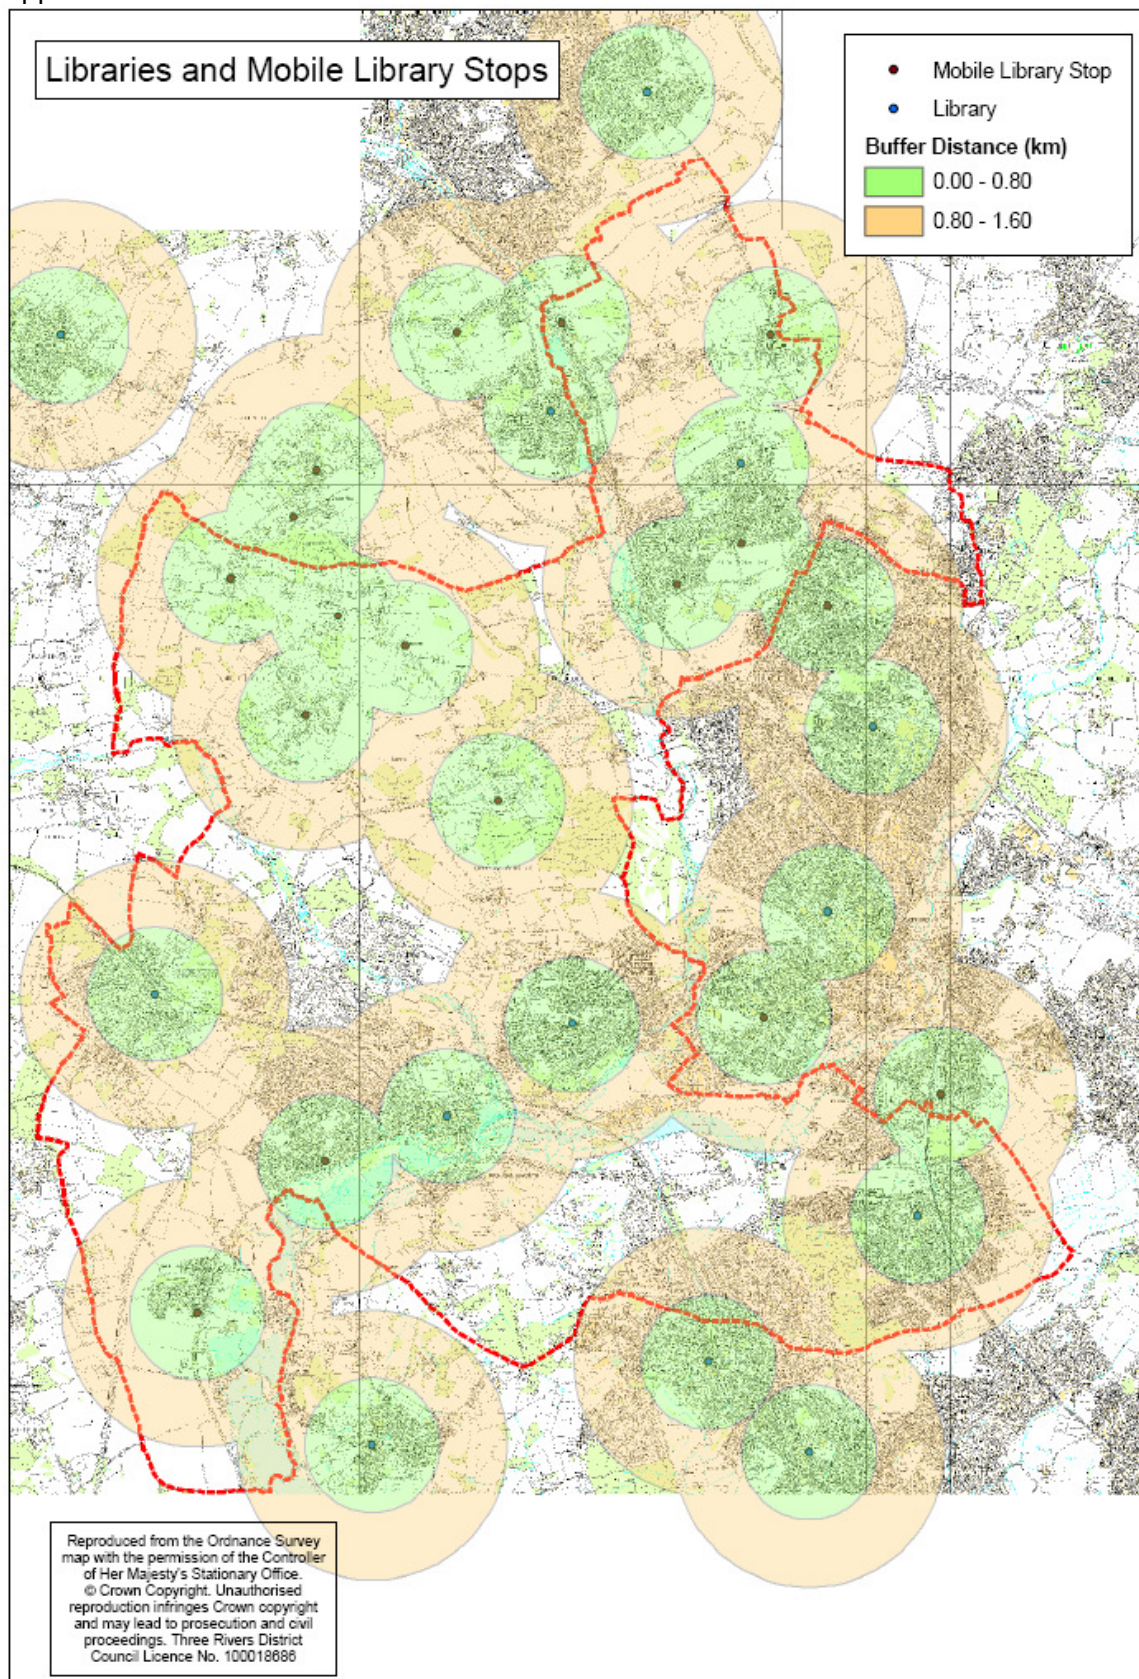 Libraries and Mobile Library Stops
Mobile Library Stop
Library
Buffer Distance (km)
0.00 - 0.80
0.80 - 1.60
Reproduced from the Ordnance Survey
map with the permission of the Controller
of Her Majesty's Stationary Office.
© Crown Copyright. Unauthorised
reproduction infringes Crown copyright
and may lead to prosecution and civil
proceedings. Three Rivers District
Council Licence No. 100018686